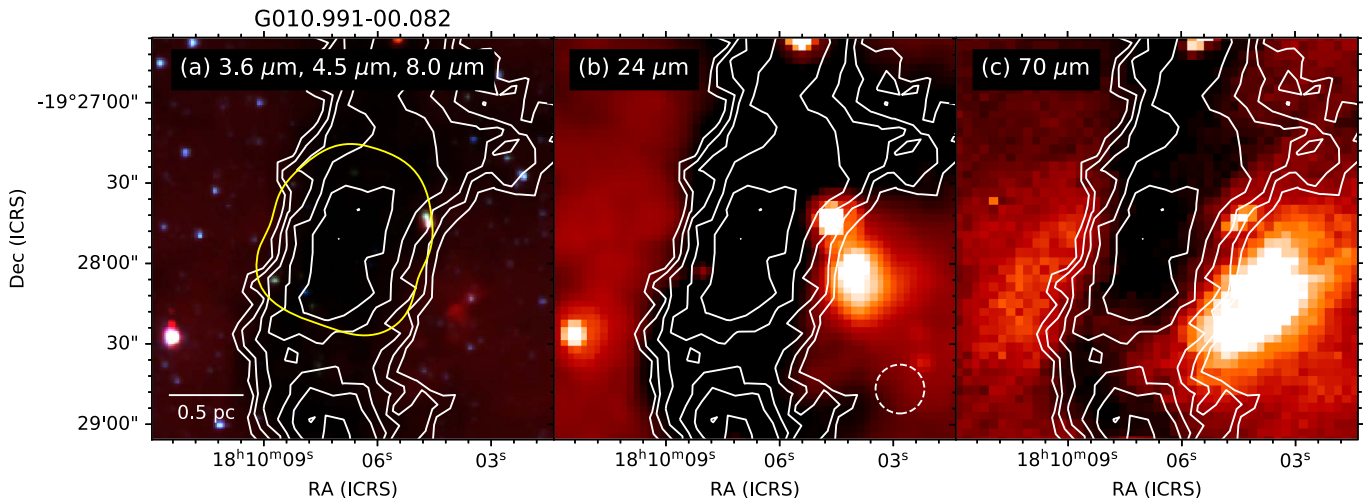 G010.991-00.082
(a) 3.6 μm, 4.5 μm, 8.0 μm
(b) 24 μm
(c) 70 μm
Dec (ICRS)
-19°27'00"
30"
28'00"
30"
29'00"
0.5 pc
18ʰ10ᵐ09ˢ
06ˢ
03ˢ
18ʰ10ᵐ09ˢ
06ˢ
03ˢ
18ʰ10ᵐ09ˢ
06ˢ
03ˢ
RA (ICRS)
RA (ICRS)
RA (ICRS)